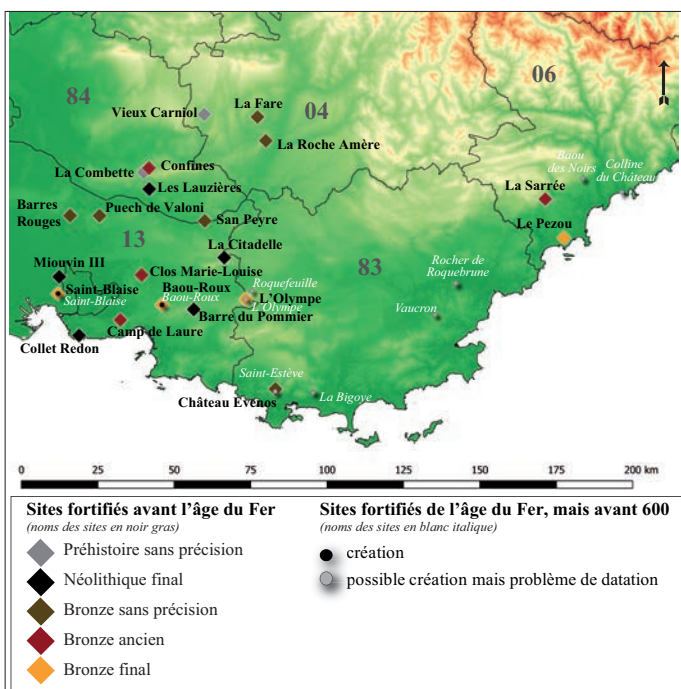 06
84
04
La Fare
Vieux Carniol
La Roche Amère
Baou
des Noirs
Colline
du Château
Confines
La Combette
Les Lauzières
La Sarrée
Barres
Rouges
Puech de Valoni
San Peyre
Le Pezou
13
La Citadelle
83
Miouvin III
Clos Marie-Louise
Rocher de
Roquebrune
Saint-Blaise
Saint-Blaise
Baou-Roux
Baou-Roux
Roquefeuille
L'Olympe
L'Olympe
Barre du Pommier
Vaucron
Camp de Laure
Collet Redon
Saint-Estève
Château Evenos
La Bigoye
0 25 50 75 100 125 150 175 200 km
Sites fortifiés avant l'âge du Fer
(noms des sites en noir gras)
Préhistoire sans précision
Néolithique final
Bronze sans précision
Bronze ancien
Bronze final
Sites fortifiés de l'âge du Fer, mais avant 600
(noms des sites en blanc italique)
création
possible création mais problème de datation